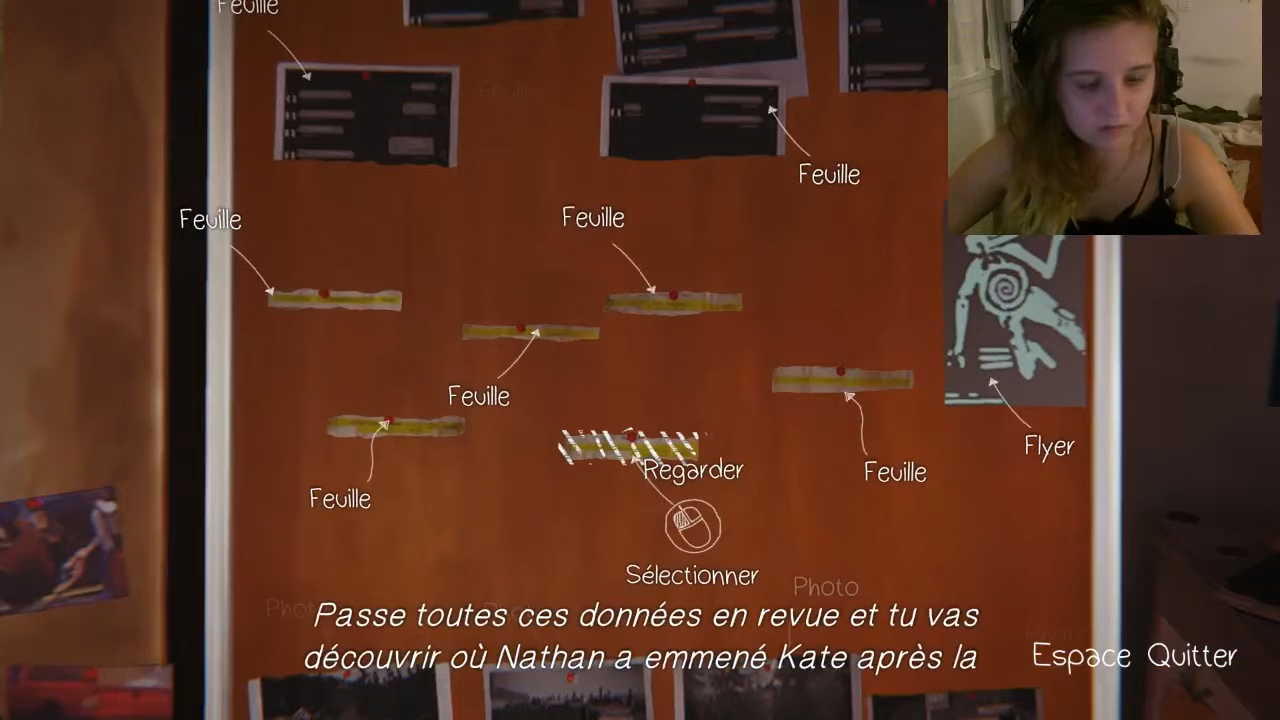 Feuille
Feuille
Feuille
Feuille
Feuille
Feuille
Flyer
Regarder
Feuille
Feuille
Sélectionner
Photo
Passe toutes ces données en revue et tu vas
découvrir où Nathan a emmené Kate après la
Espace Quitter